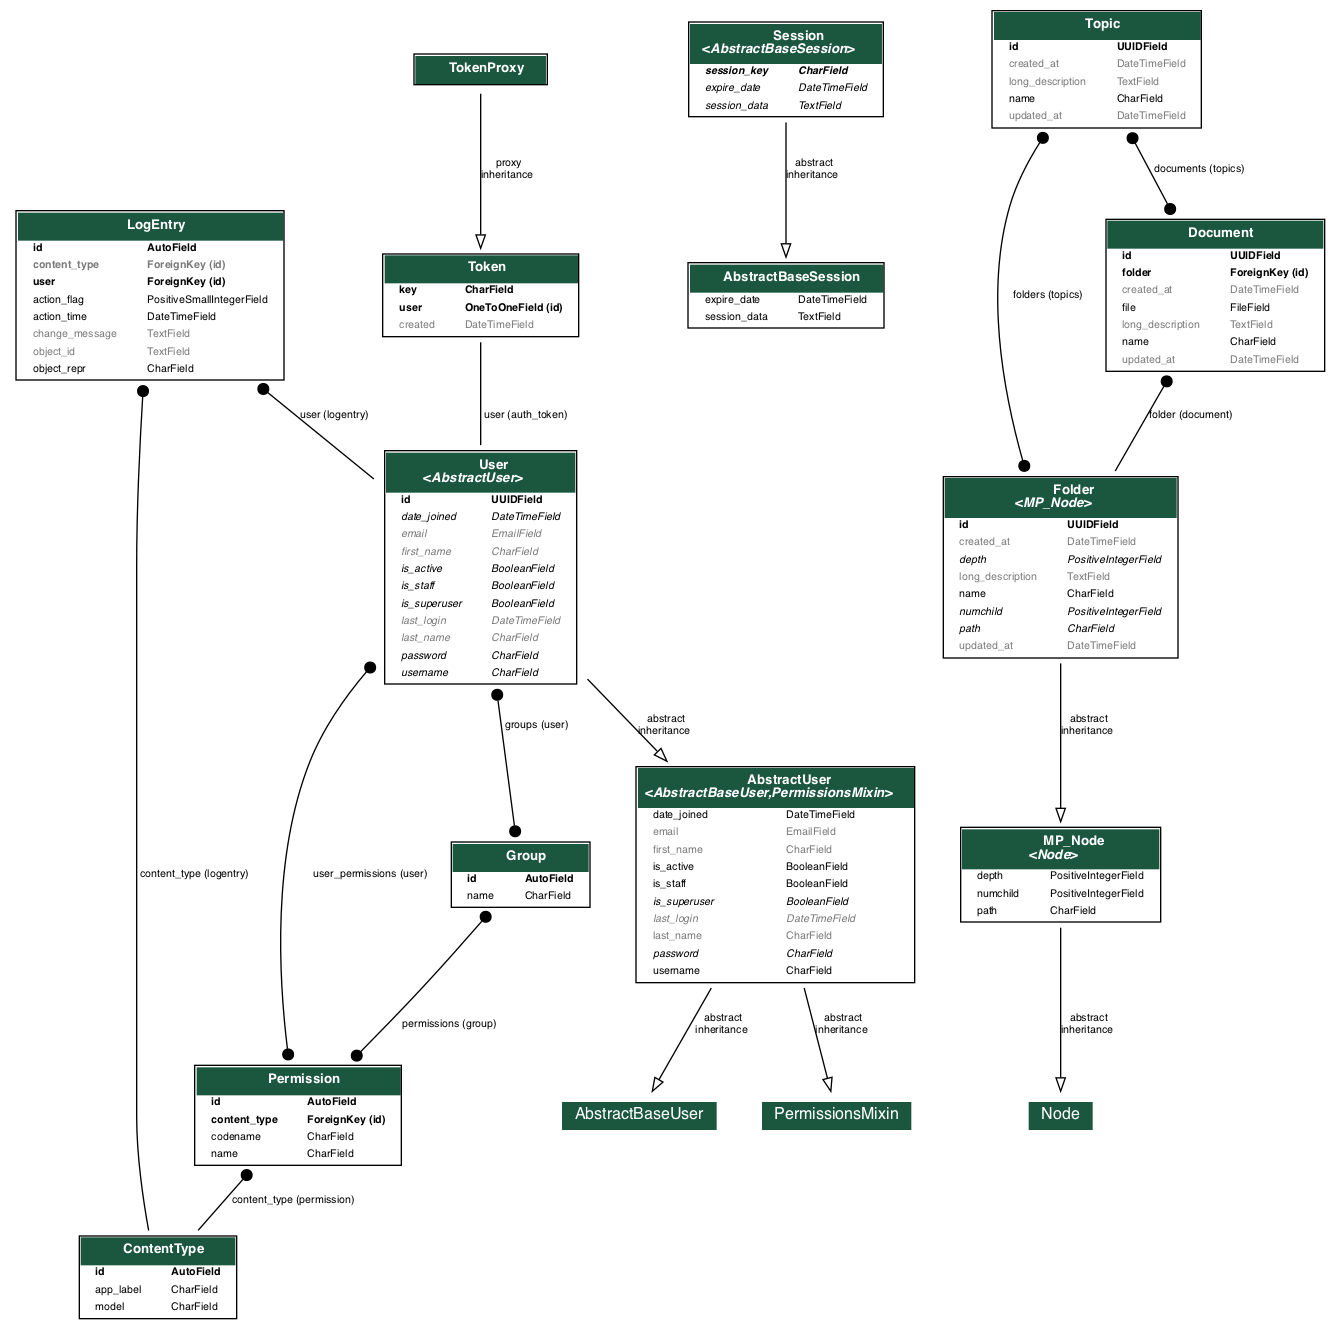 TokenProxy
Session
<AbstractBaseSession>
session_key CharField
expire_date DateTimeField
session_data TextField
Topic
id UUIDField
created_at DateTimeField
long_description TextField
name CharField
updated_at DateTimeField
proxy
inheritance
abstract
inheritance
documents (topics)
LogEntry
id AutoField
content_type ForeignKey (id)
user ForeignKey (id)
action_flag PositiveSmallIntegerField
action_time DateTimeField
change_message TextField
object_id TextField
object_repr CharField
Token
key CharField
user OneToOneField (id)
created DateTimeField
AbstractBaseSession
expire_date DateTimeField
session_data TextField
folders (topics)
Document
id UUIDField
folder ForeignKey (id)
created_at DateTimeField
file FileField
long_description TextField
name CharField
updated_at DateTimeField
user (logentry)
user (auth_token)
folder (document)
User
<AbstractUser>
id UUIDField
date_joined DateTimeField
email EmailField
first_name CharField
is_active BooleanField
is_staff BooleanField
is_superuser BooleanField
last_login DateTimeField
last_name CharField
password CharField
username CharField
Folder
<MP_Node>
id UUIDField
created_at DateTimeField
depth PositiveIntegerField
long_description TextField
name CharField
numchild PositiveIntegerField
path CharField
updated_at DateTimeField
groups (user)
abstract
inheritance
abstract
inheritance
content_type (logentry)
user_permissions (user)
Group
id AutoField
name CharField
AbstractUser
<AbstractBaseUser,PermissionsMixin>
date_joined DateTimeField
email EmailField
first_name CharField
is_active BooleanField
is_staff BooleanField
is_superuser BooleanField
last_login DateTimeField
last_name CharField
password CharField
username CharField
MP_Node
<Node>
depth PositiveIntegerField
numchild PositiveIntegerField
path CharField
permissions (group)
abstract
inheritance
abstract
inheritance
abstract
inheritance
Permission
id AutoField
content_type ForeignKey (id)
codename CharField
name CharField
AbstractBaseUser
PermissionsMixin
Node
content_type (permission)
ContentType
id AutoField
app_label CharField
model CharField